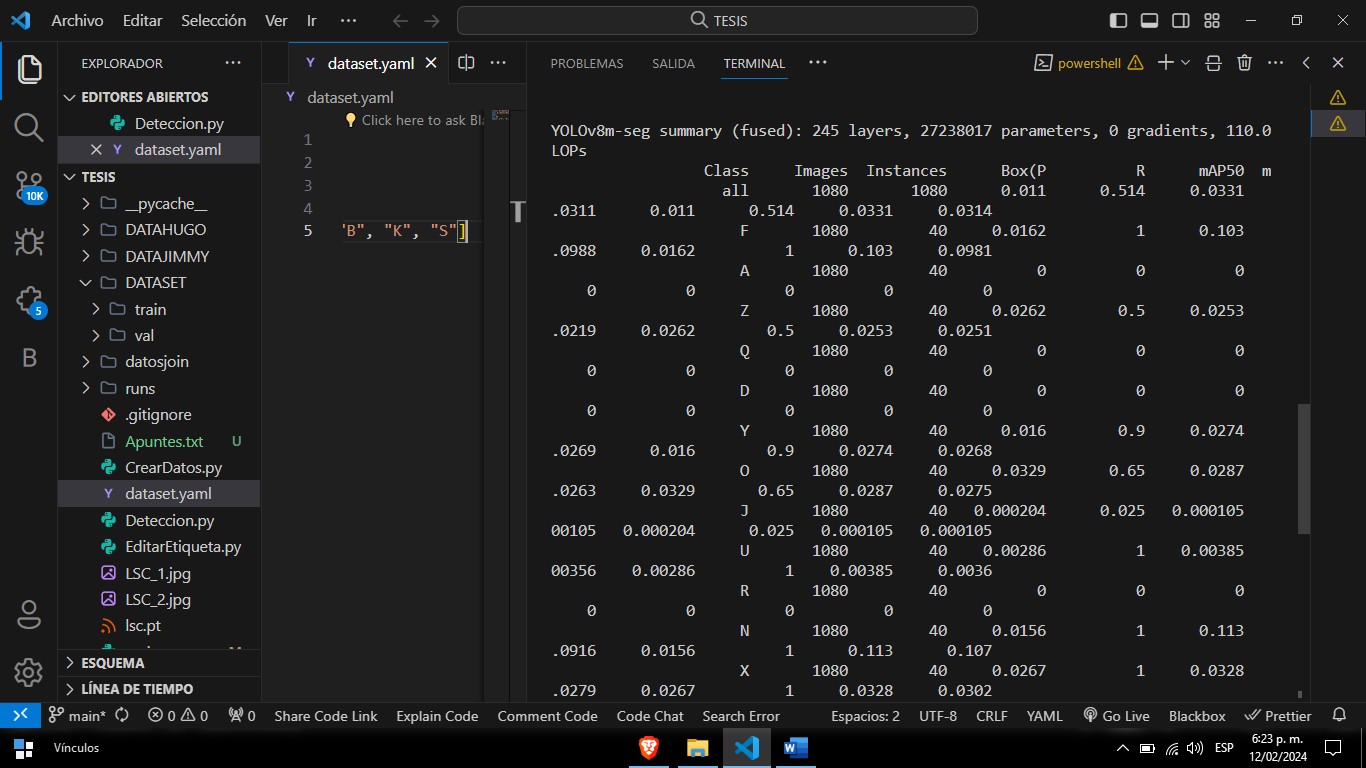 Archivo Editar Selección Ver Ir ··· TESIS
EXPLORADOR ···
EDITORES ABIERTOS
Deteccion.py
dataset.yaml
10K
TESIS
__pycache__
DATAHUGO
DATAJIMMY
DATASET
train
val
datosjoin
runs
.gitignore
Apuntes.txt U
CrearDatos.py
dataset.yaml
Deteccion.py
EditarEtiqueta.py
LSC_1.jpg
LSC_2.jpg
lsc.pt
ESQUEMA
LÍNEA DE TIEMPO
5
B
dataset.yaml
dataset.yaml
Click here to ask Bla
1
2
3
4
5 "B", "K", "S"]
PROBLEMAS SALIDA TERMINAL ··· powershell
YOLOv8m-seg summary (fused): 245 layers, 27238017 parameters, 0 gradients, 110.0
LOPs
Class Images Instances Box(P R mAP50 m
all 1080 1080 0.011 0.514 0.0331
.0311 0.011 0.514 0.0331 0.0314
F 1080 40 0.0162 1 0.103
.0988 0.0162 1 0.103 0.0981
A 1080 40 0 0 0
0 0 0 0 0
Z 1080 40 0.0262 0.5 0.0253
.0219 0.0262 0.5 0.0253 0.0251
Q 1080 40 0 0 0
0 0 0 0 0
D 1080 40 0 0 0
0 0 0 0 0
Y 1080 40 0.016 0.9 0.0274
.0269 0.016 0.9 0.0274 0.0268
O 1080 40 0.0329 0.65 0.0287
.0263 0.0329 0.65 0.0287 0.0275
J 1080 40 0.000204 0.025 0.000105
00105 0.000204 0.025 0.000105 0.000105
U 1080 40 0.00286 1 0.00385
00356 0.00286 1 0.00385 0.0036
R 1080 40 0 0 0
0 0 0 0 0
N 1080 40 0.0156 1 0.113
.0916 0.0156 1 0.113 0.107
X 1080 40 0.0267 1 0.0328
.0279 0.0267 1 0.0328 0.0302
main* 0 0 0 Share Code Link Explain Code Comment Code Code Chat Search Error Espacios: 2 UTF-8 CRLF YAML Go Live Blackbox Prettier
Vínculos ESP 6:23 p. m.
12/02/2024